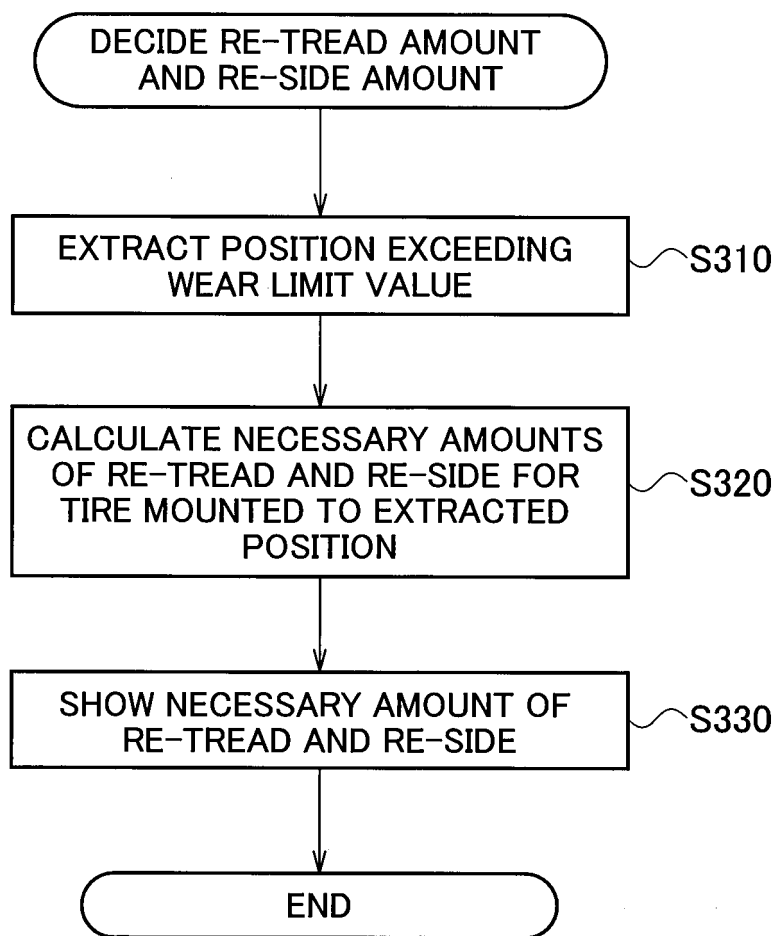 DECIDE RE-TREAD AMOUNT
AND RE-SIDE AMOUNT
EXTRACT POSITION EXCEEDING
WEAR LIMIT VALUE
S310
CALCULATE NECESSARY AMOUNTS
OF RE-TREAD AND RE-SIDE FOR
TIRE MOUNTED TO EXTRACTED
POSITION
S320
SHOW NECESSARY AMOUNT OF
RE-TREAD AND RE-SIDE
S330
END